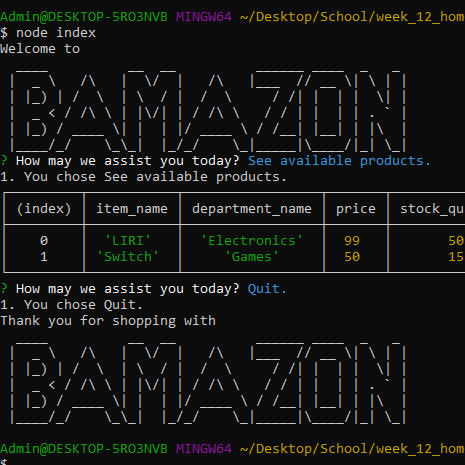 Admin@DESKTOP-5RO3NVB MINGW64 ~/Desktop/School/week_12_hom
$ node index
Welcome to
BAMAZON
? How may we assist you today? See available products.
1. You chose See available products.
(index) item_name department_name price stock_qu
0 'LIRI' 'Electronics' 99 50
1 'Switch' 'Games' 50 15
? How may we assist you today? Quit.
1. You chose Quit.
Thank you for shopping with
BAMAZON
Admin@DESKTOP-5RO3NVB MINGW64 ~/Desktop/School/week_12_hom
$